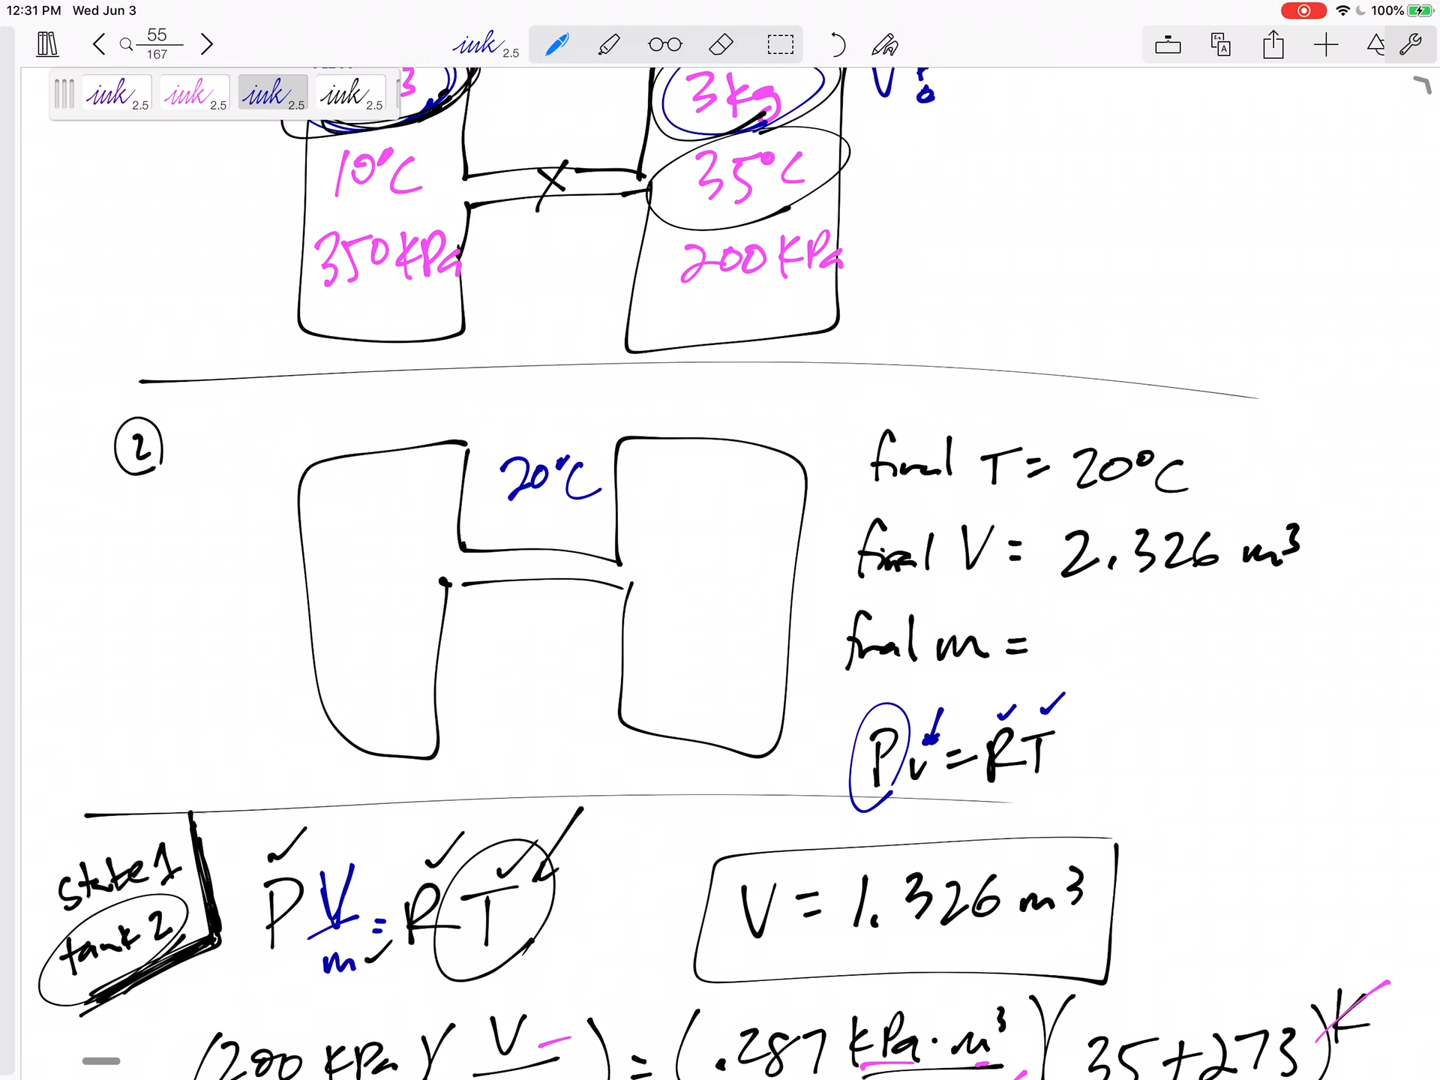 12:31 PM Wed Jun 3
100%
55
167
ink 2.5
ink 2.5
ink 2.5
ink 2.5
ink 2.5
3
3 kg
V ?
10°C
35°C
350 KPa
200 KPa
2
20°C
final T = 20°C
final V = 2.326 m³
final m =
Pv = RT
state 1
tank 2
P V/m = RT
V = 1.326 m³
(200 KPa)( V ) = (.287 kPa·m³ )(35+273)K